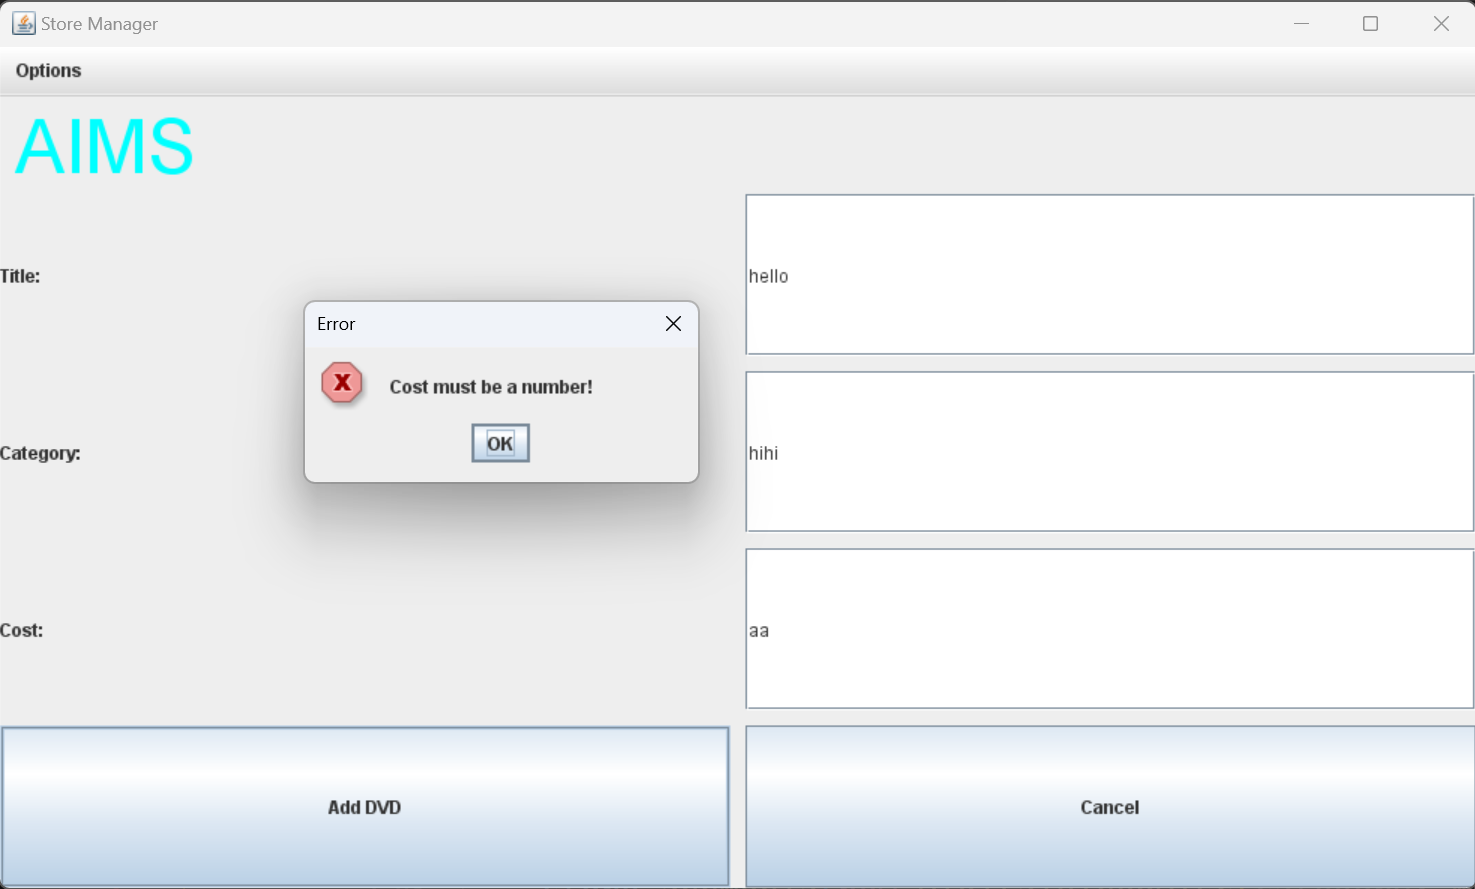 Store Manager
Options
AIMS
Title:
hello
Error
Cost must be a number!
OK
Category:
hihi
Cost:
aa
Add DVD
Cancel